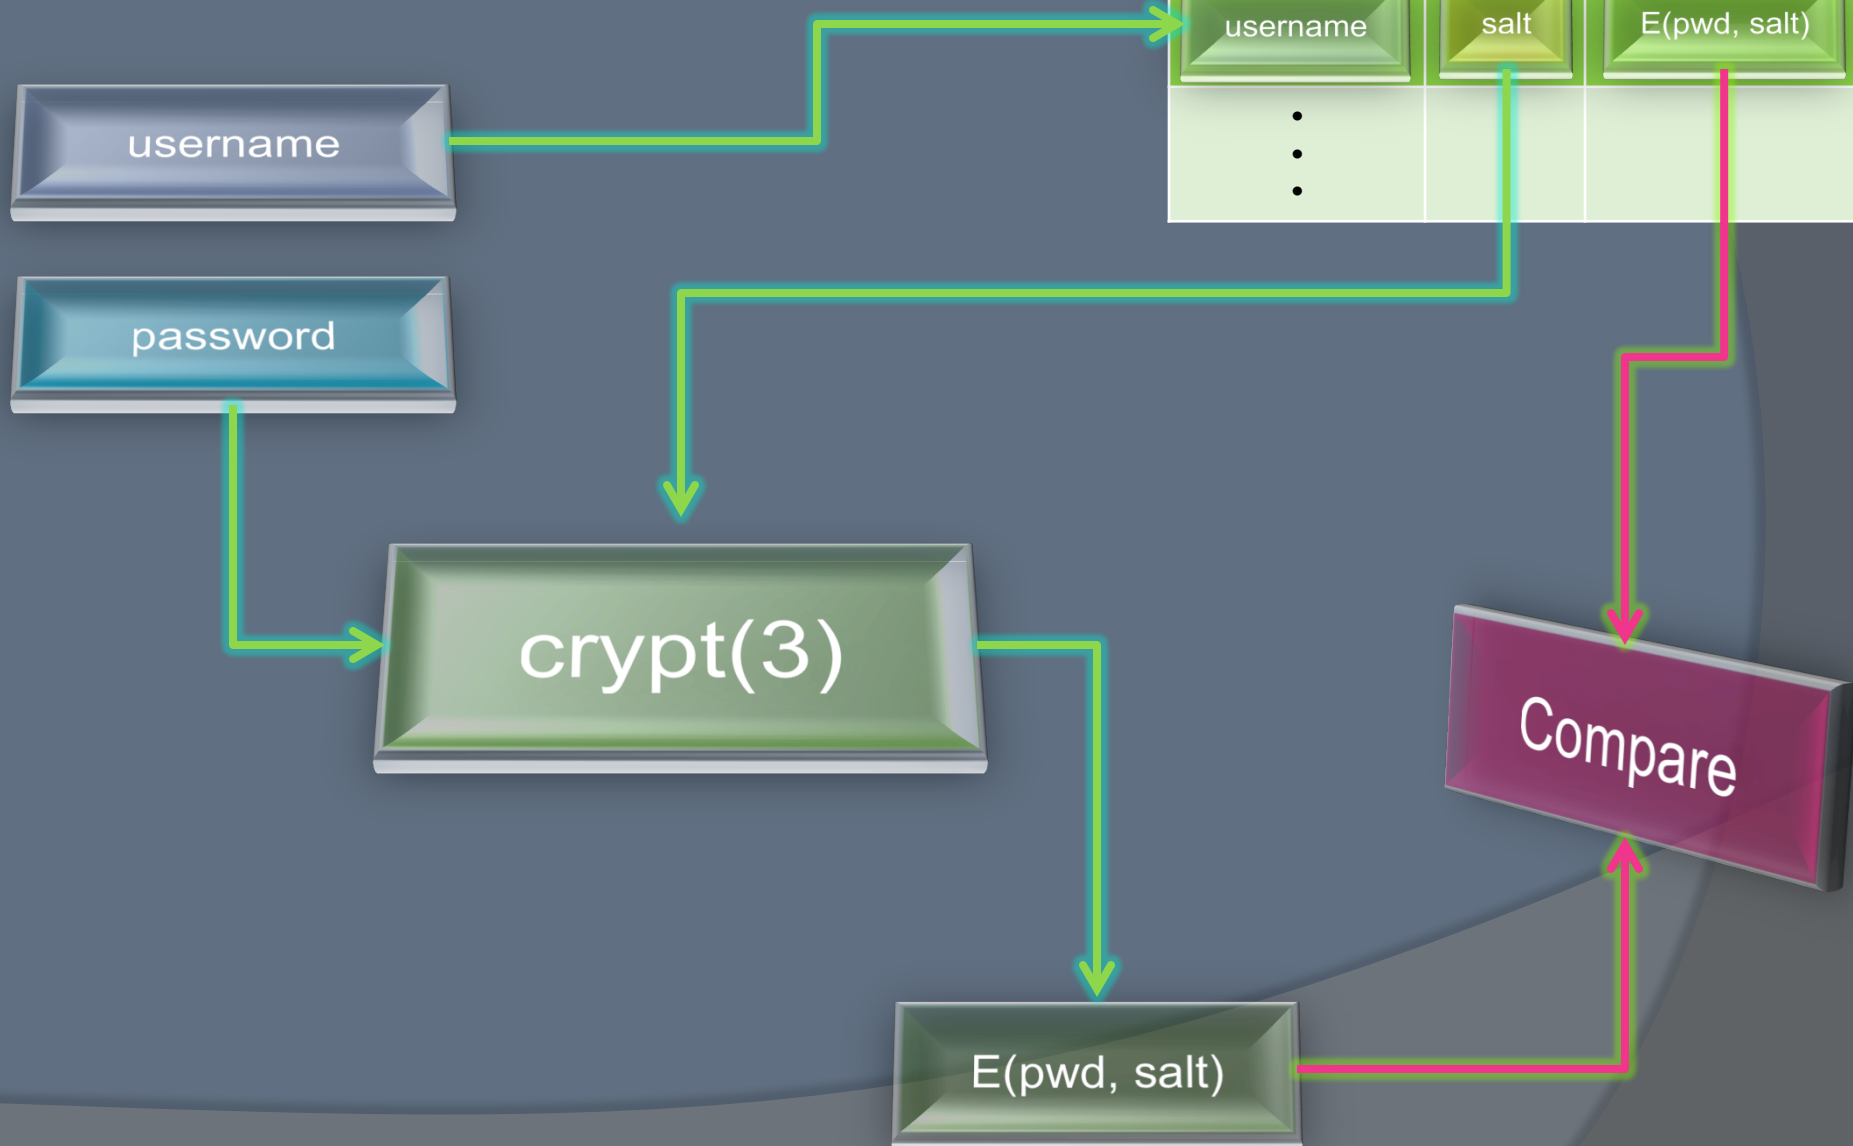 username
salt
E(pwd, salt)
username
password
crypt(3)
Compare
E(pwd, salt)